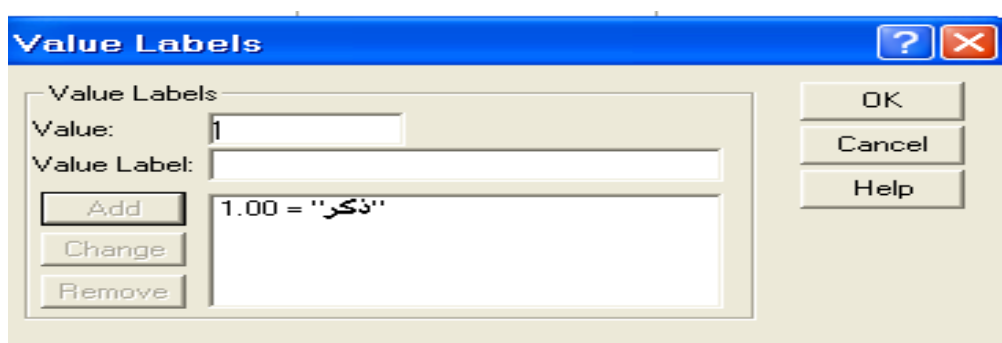 Value Labels
Value Labels
OK
Value: 1
Cancel
Value Label:
Help
Add
1.00 = "ذكر"
Change
Remove